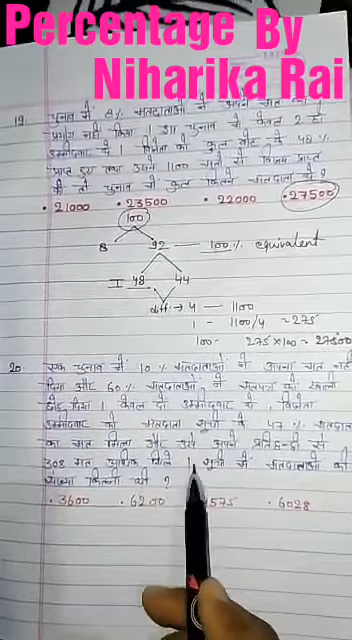 Percentage By
Niharika Rai
19. चुनाव में 8% मतदाताओं ने अपने मत का
प्रयोग नहीं किया । इस चुनाव में केवल 2 ही
उम्मीदवार थे । विजेता को कुल वोट के 48%
प्राप्त हुए तथा उसने 1100 मतों से विजय प्राप्त
की तो चुनाव में कुल कितने मतदाता थे ?
• 21000 • 23500 • 22000 • 27500
100
8 92 — 100% equivalent
I 48 44
diff → 4 — 1100
1 - 1100/4 = 275
100- 275×100 = 27500
20. एक चुनाव में 10% मतदाताओं ने अपना मत नहीं
दिया और 60% मतदाताओं ने मतपत्र को खाली
छोड़ दिया । केवल दो उम्मीदवार थे , विजेता
उम्मीदवार को मतदाता सूची के 54% मतदाता
का मत मिला और उसे अपने प्रतिद्वन्दी से
308 मत अधिक मिले । सूची में मतदाताओं की
संख्या कितनी थी ?
• 3600 • 6200 575 • 6028